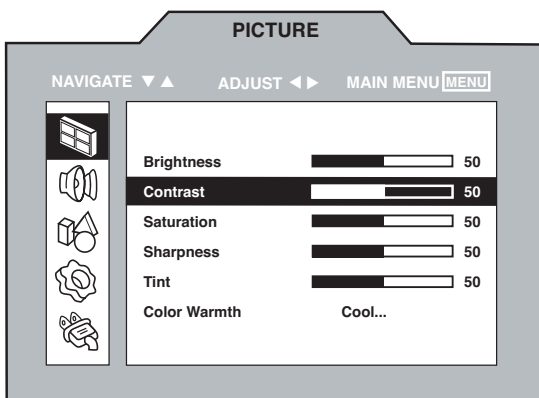 PICTURE
NAVIGATE ▼ ▲ ADJUST ◀ ▶ MAIN MENU MENU
Brightness 50
Contrast 50
Saturation 50
Sharpness 50
Tint 50
Color Warmth Cool...